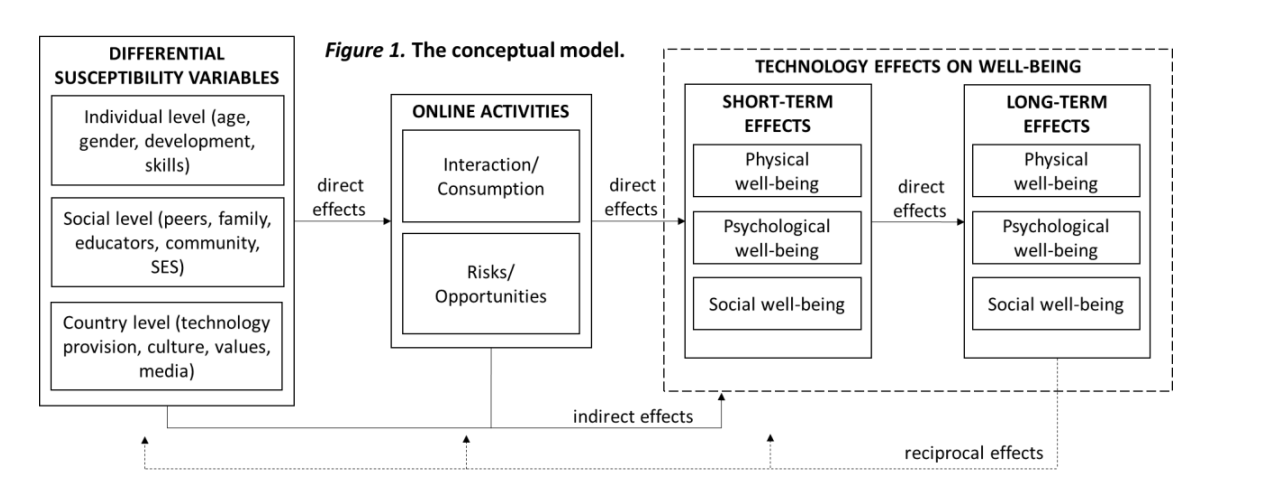 Figure 1. The conceptual model.
DIFFERENTIAL
SUSCEPTIBILITY VARIABLES
Individual level (age,
gender, development,
skills)
Social level (peers, family,
educators, community,
SES)
Country level (technology
provision, culture, values,
media)
direct
effects
ONLINE ACTIVITIES
Interaction/
Consumption
Risks/
Opportunities
direct
effects
TECHNOLOGY EFFECTS ON WELL-BEING
SHORT-TERM
EFFECTS
Physical
well-being
Psychological
well-being
Social well-being
direct
effects
LONG-TERM
EFFECTS
Physical
well-being
Psychological
well-being
Social well-being
indirect effects
reciprocal effects